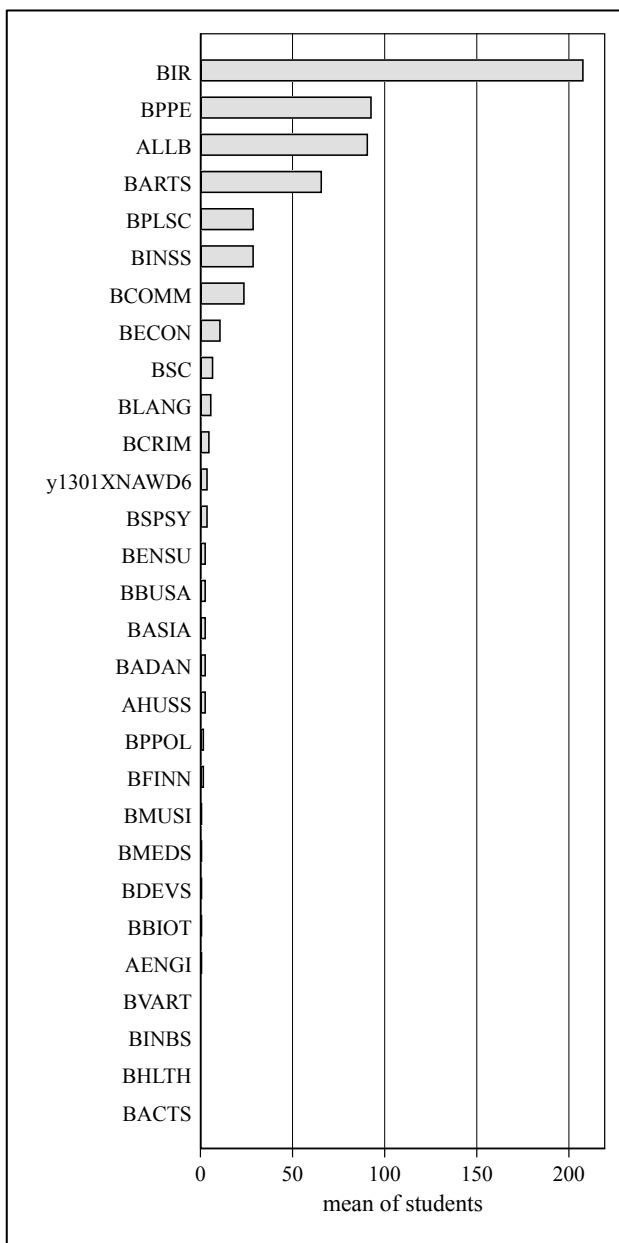 BIR
BPPE
ALLB
BARTS
BPLSC
BINSS
BCOMM
BECON
BSC
BLANG
BCRIM
y1301XNAWD6
BSPSY
BENSU
BBUSA
BASIA
BADAN
AHUSS
BPPOL
BFINN
BMUSI
BMEDS
BDEVS
BBIOT
AENGI
BVART
BINBS
BHLTH
BACTS
0 50 100 150 200
mean of students